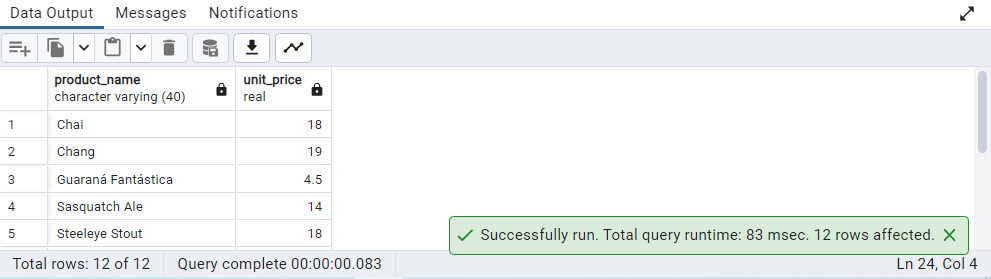 Data Output Messages Notifications
product_name unit_price
character varying (40) real
1 Chai 18
2 Chang 19
3 Guaraná Fantástica 4.5
4 Sasquatch Ale 14
5 Steeleye Stout 18
Successfully run. Total query runtime: 83 msec. 12 rows affected.
Total rows: 12 of 12 Query complete 00:00:00.083 Ln 24, Col 4